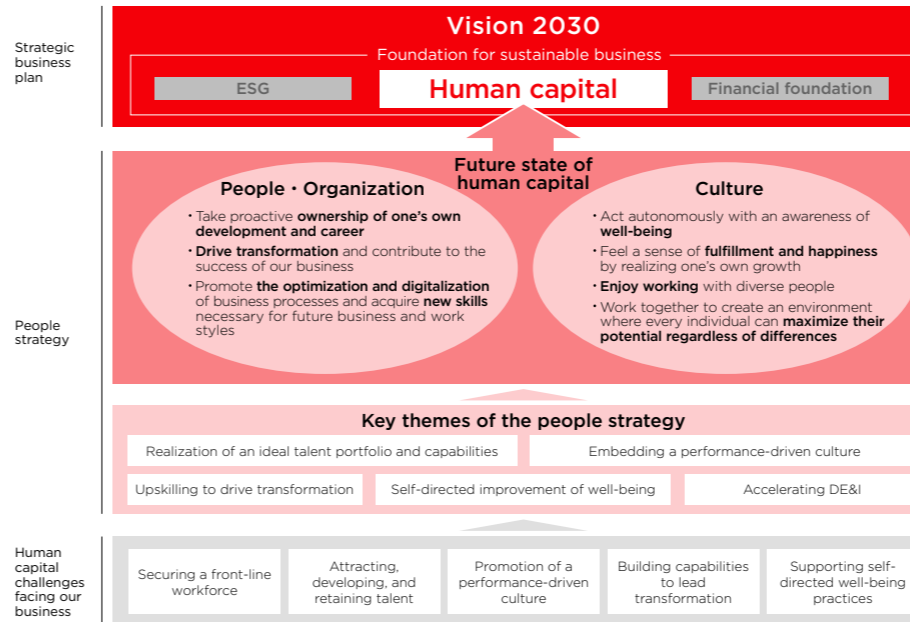 Strategic
business
plan
Vision 2030
Foundation for sustainable business
ESG
Human capital
Financial foundation
People
strategy
Future state of
human capital
People・Organization
・Take proactive ownership of one's own
development and career
・Drive transformation and contribute to the
success of our business
・Promote the optimization and digitalization
of business processes and acquire new skills
necessary for future business and work
styles
Culture
・Act autonomously with an awareness of
well-being
・Feel a sense of fulfillment and happiness
by realizing one's own growth
・Enjoy working with diverse people
・Work together to create an environment
where every individual can maximize their
potential regardless of differences
Key themes of the people strategy
Realization of an ideal talent portfolio and capabilities
Embedding a performance-driven culture
Upskilling to drive transformation
Self-directed improvement of well-being
Accelerating DE&I
Human
capital
challenges
facing our
business
Securing a front-line
workforce
Attracting,
developing, and
retaining talent
Promotion of a
performance-driven
culture
Building capabilities
to lead
transformation
Supporting self-
directed well-being
practices